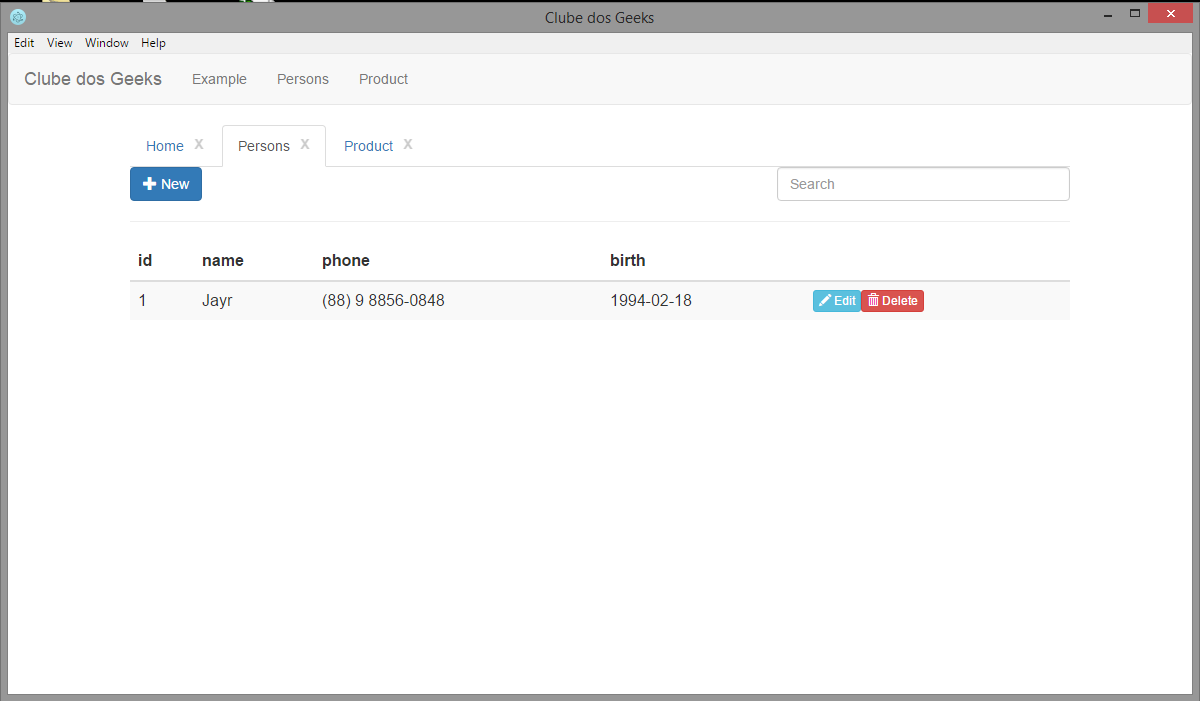 Clube dos Geeks
Edit View Window Help
Clube dos Geeks Example Persons Product
Home X Persons X Product X
New Search
id name phone birth
1 Jayr (88) 9 8856-0848 1994-02-18 Edit Delete